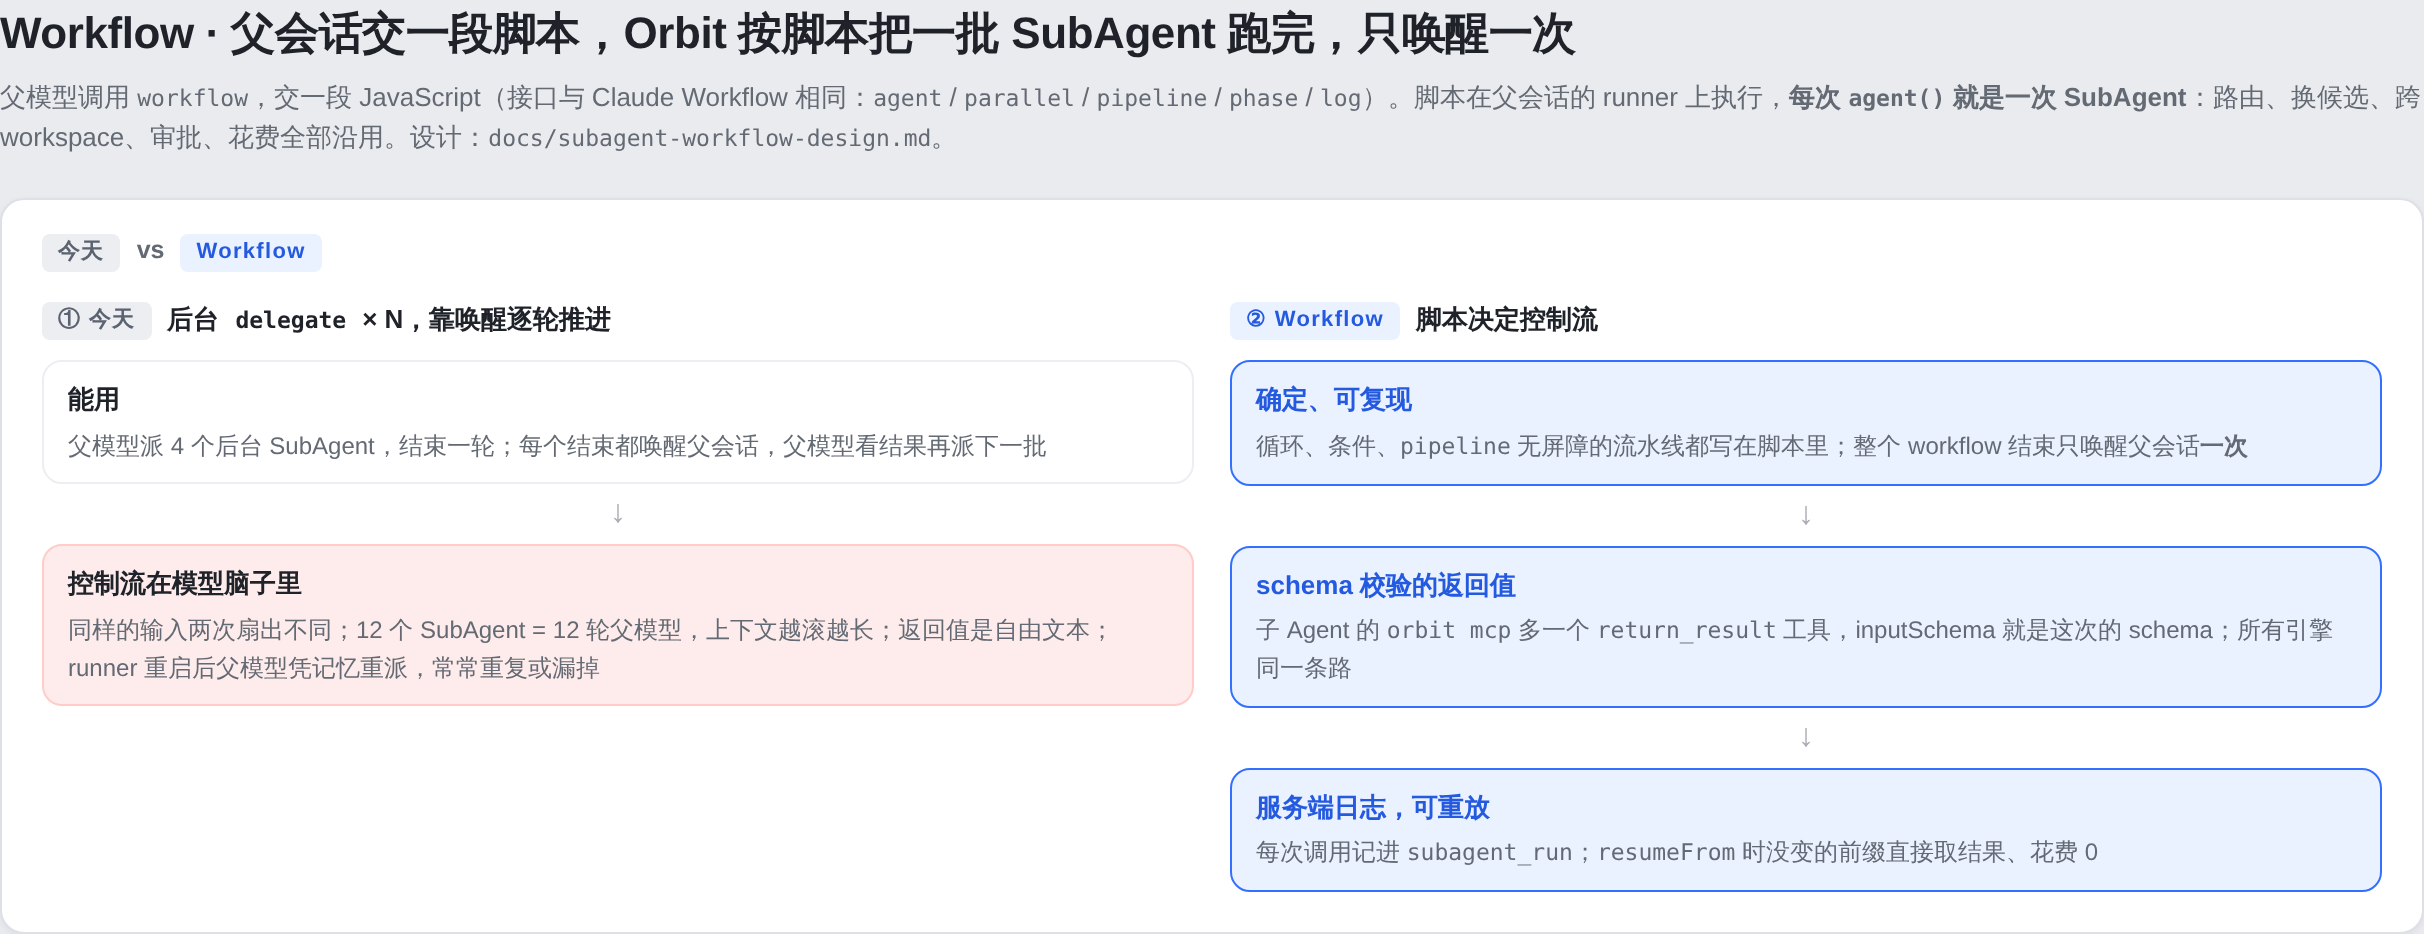 Workflow · 父会话交一段脚本，Orbit 按脚本把一批 SubAgent 跑完，只唤醒一次
父模型调用 workflow，交一段 JavaScript（接口与 Claude Workflow 相同：agent / parallel / pipeline / phase / log）。脚本在父会话的 runner 上执行，每次 agent() 就是一次 SubAgent：路由、换候选、跨
workspace、审批、花费全部沿用。设计：docs/subagent-workflow-design.md。
今天 vs Workflow
① 今天 后台 delegate × N，靠唤醒逐轮推进
能用
父模型派 4 个后台 SubAgent，结束一轮；每个结束都唤醒父会话，父模型看结果再派下一批
↓
控制流在模型脑子里
同样的输入两次扇出不同；12 个 SubAgent = 12 轮父模型，上下文越滚越长；返回值是自由文本；
runner 重启后父模型凭记忆重派，常常重复或漏掉
② Workflow 脚本决定控制流
确定、可复现
循环、条件、pipeline 无屏障的流水线都写在脚本里；整个 workflow 结束只唤醒父会话一次
↓
schema 校验的返回值
子 Agent 的 orbit mcp 多一个 return_result 工具，inputSchema 就是这次的 schema；所有引擎
同一条路
↓
服务端日志，可重放
每次调用记进 subagent_run；resumeFrom 时没变的前缀直接取结果、花费 0